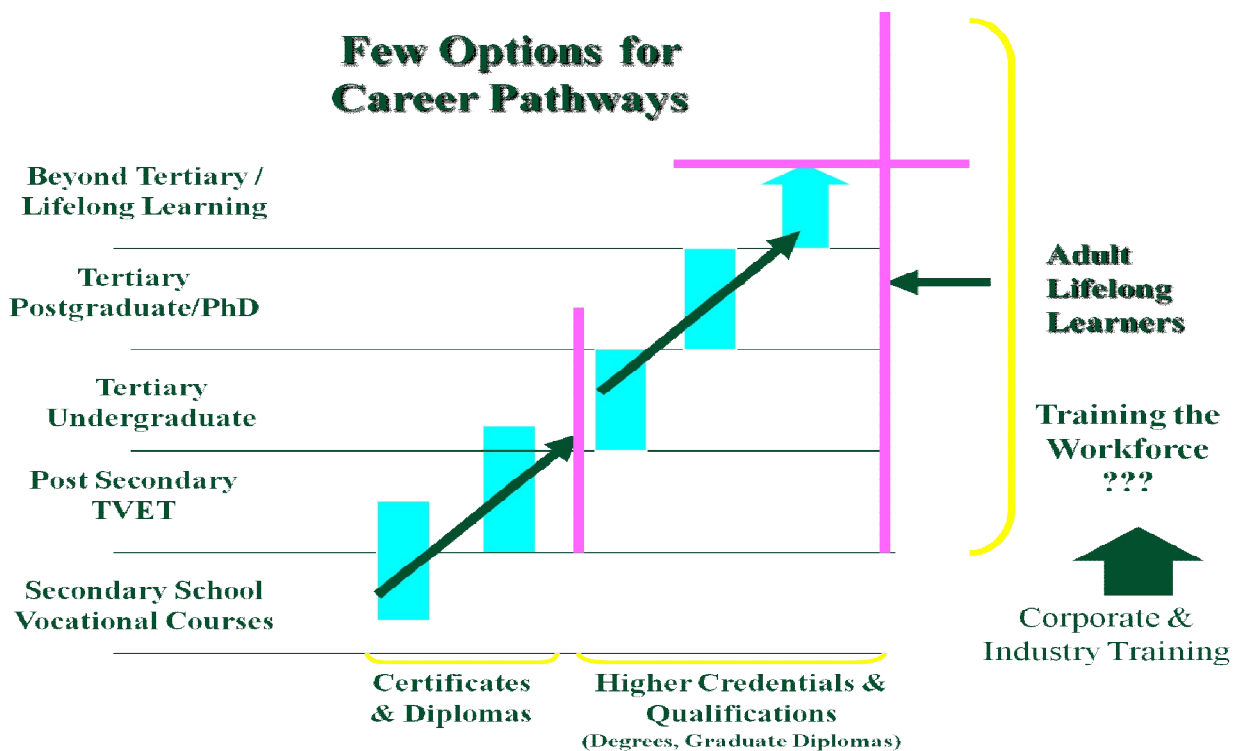 Few Options for
Career Pathways
Beyond Tertiary /
Lifelong Learning
Tertiary
Postgraduate/PhD
Tertiary
Undergraduate
Post Secondary
TVET
Secondary School
Vocational Courses
Adult
Lifelong
Learners
Training the
Workforce
???
Corporate &
Industry Training
Certificates
& Diplomas
Higher Credentials &
Qualifications
(Degrees, Graduate Diplomas)